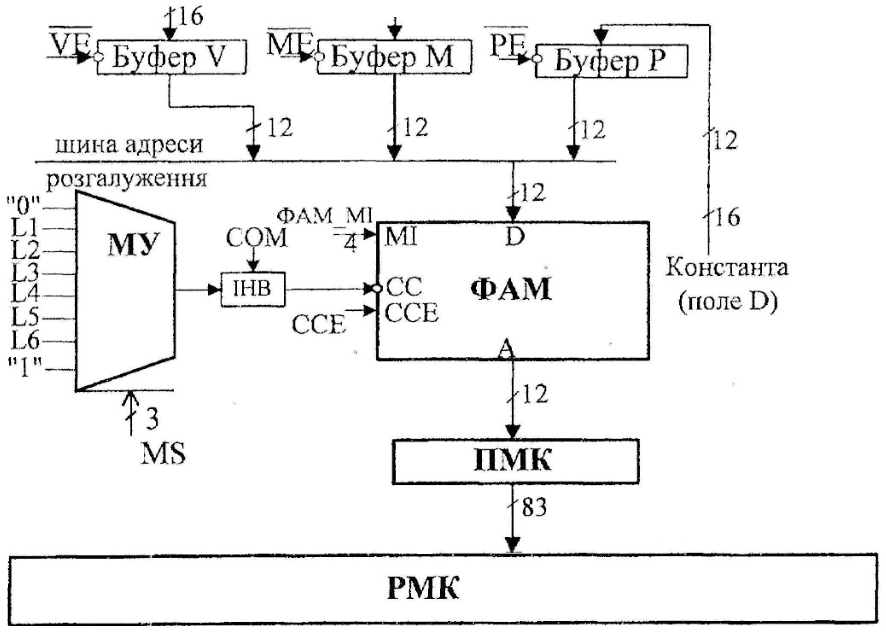 16
VE
Буфер V
ME
Буфер M
PE
Буфер P
12
12
12
12
шина адреси
розгалуження
12
16
"0"
L1
L2
L3
L4
L5
L6
"1"
МУ
COM
ІНВ
ФАМ_MI
4
MI
D
CC
CCE
CCE
ФАМ
A
Константа
(поле D)
3
MS
12
ПМК
83
РМК